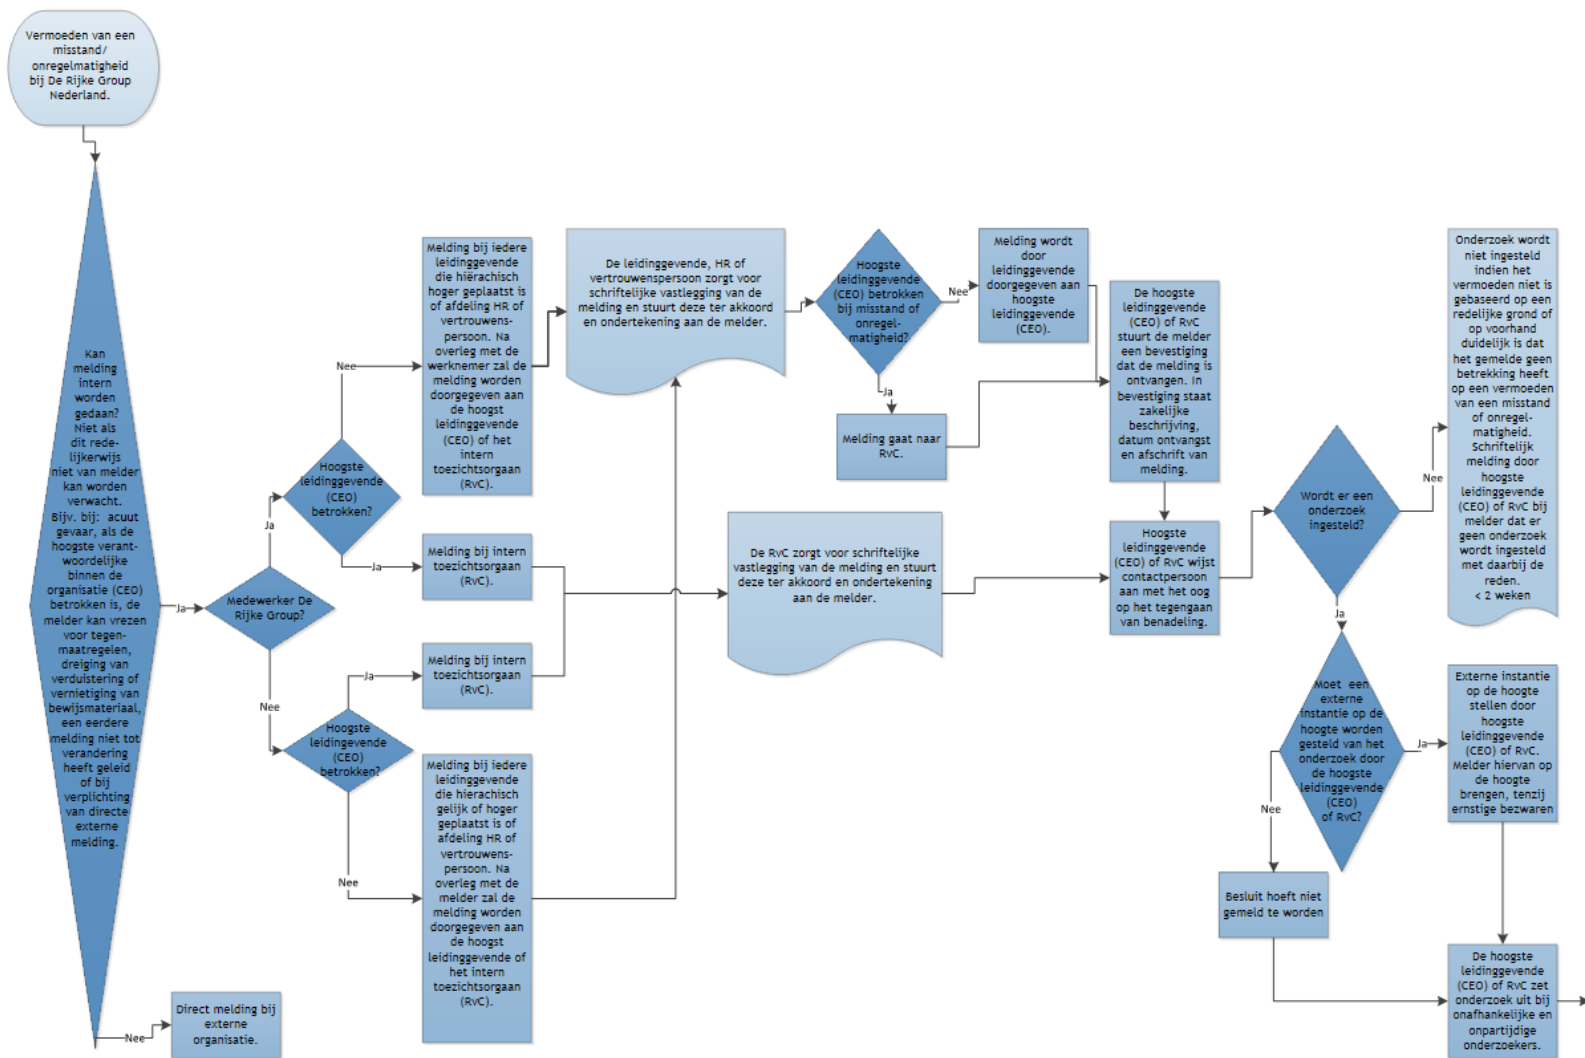 Vermoeden van een
misstand/
onregelmatigheid
bij De Rijke Group
Nederland.
Kan
melding
intern
worden
gedaan?
Niet als
dit rede-
lijkerwijs
niet van melder
kan worden
verwacht.
Bijv. bij: acuut
gevaar, als de
hoogste verant-
woordelijke
binnen de
organisatie (CEO)
betrokken is, de
melder kan vrezen
voor tegen-
maatregelen,
dreiging van
verduistering of
vernietiging van
bewijsmateriaal,
een eerdere
melding niet tot
verandering
heeft geleid
of bij
verplichting
van directe
externe
melding.
Nee
Direct melding bij
externe
organisatie.
Ja
Medewerker De
Rijke Group?
Ja
Hoogste
leidinggevende
(CEO)
betrokken?
Nee
Melding bij iedere
leidinggevende
die hiërachisch
hoger geplaatst is
of afdeling HR of
vertrouwens-
persoon. Na
overleg met de
werknemer zal de
melding worden
doorgegeven aan
de hoogst
leidinggevende
(CEO) of het
intern
toezichtsorgaan
(RvC).
Ja
Melding bij intern
toezichtsorgaan
(RvC).
Nee
Hoogste
leidingevende
(CEO)
betrokken?
Ja
Melding bij intern
toezichtsorgaan
(RvC).
Nee
Melding bij iedere
leidinggevende
die hierachisch
gelijk of hoger
geplaatst is of
afdeling HR of
vertrouwens-
persoon. Na
overleg met de
melder zal de
melding worden
doorgegeven aan
de hoogst
leidinggevende of
het intern
toezichtsorgaan
(RvC).
De leidinggevende, HR of
vertrouwenspersoon zorgt voor
schriftelijke vastlegging van de
melding en stuurt deze ter akkoord
en ondertekening aan de melder.
De RvC zorgt voor schriftelijke
vastlegging van de melding en stuurt
deze ter akkoord en ondertekening
aan de melder.
Hoogste
leidinggevende
(CEO) betrokken
bij misstand of
onregel-
matigheid?
Nee
Melding wordt
door
leidinggevende
doorgegeven aan
hoogste
leidinggevende
(CEO).
Ja
Melding gaat naar
RvC.
De hoogste
leidinggevende
(CEO) of RvC
stuurt de melder
een bevestiging
dat de melding is
ontvangen. In
bevestiging staat
zakelijke
beschrijving,
datum ontvangst
en afschrift van
melding.
Hoogste
leidinggevende
(CEO) of RvC wijst
contactpersoon
aan met het oog
op het tegengaan
van benadeling.
Wordt er een
onderzoek
ingesteld?
Nee
Onderzoek wordt
niet ingesteld
indien het
vermoeden niet is
gebaseerd op een
redelijke grond of
op voorhand
duidelijk is dat
het gemelde geen
betrekking heeft
op een vermoeden
van een misstand
of onregel-
matigheid.
Schriftelijk
melding door
hoogste
leidinggevende
(CEO) of RvC bij
melder dat er
geen onderzoek
wordt ingesteld
met daarbij de
reden.
< 2 weken
Ja
Moet een
externe
instantie op de
hoogte worden
gesteld van het
onderzoek door
de hoogste
leidinggevende
(CEO)
of RvC?
Ja
Externe instantie
op de hoogte
stellen door
hoogste
leidinggevende
(CEO) of RvC.
Melder hiervan op
de hoogte
brengen, tenzij
ernstige bezwaren
Nee
Besluit hoeft niet
gemeld te worden
De hoogste
leidinggevende
(CEO) of RvC zet
onderzoek uit bij
onafhankelijke en
onpartijdige
onderzoekers.